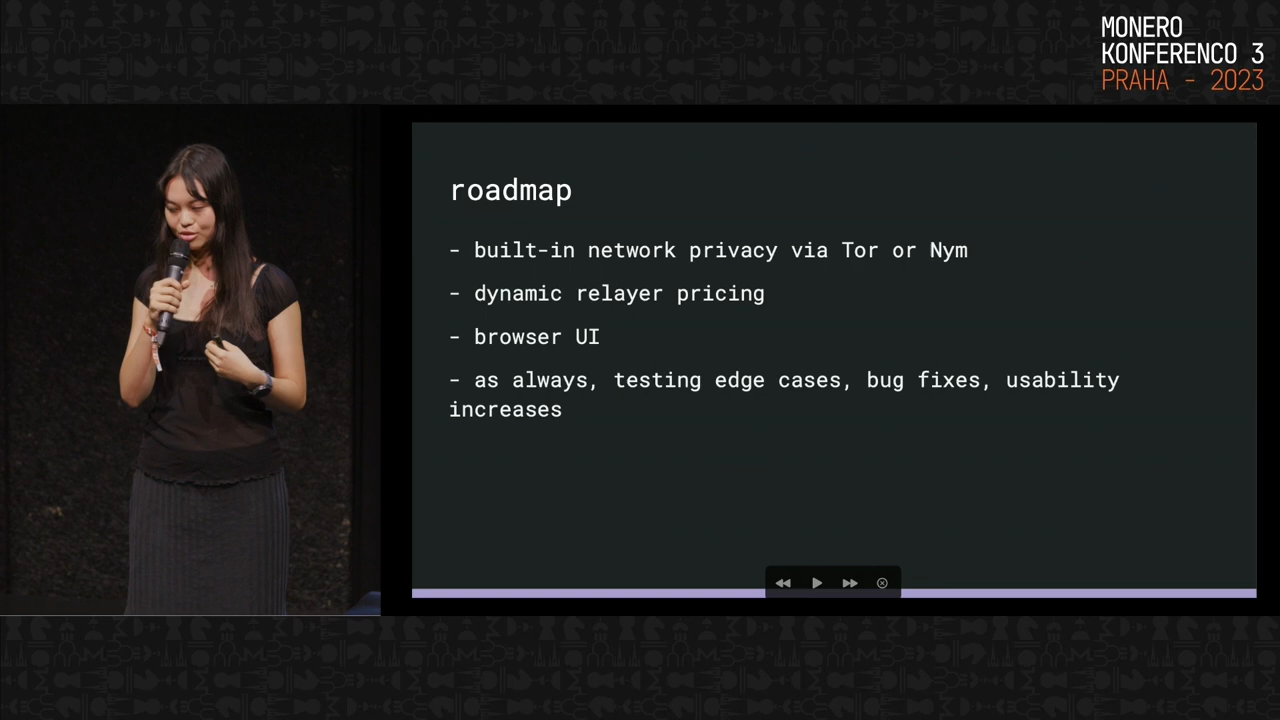 MONERO
KONFERENCO 3
PRAHA - 2023
roadmap
- built-in network privacy via Tor or Nym
- dynamic relayer pricing
- browser UI
- as always, testing edge cases, bug fixes, usability
increases